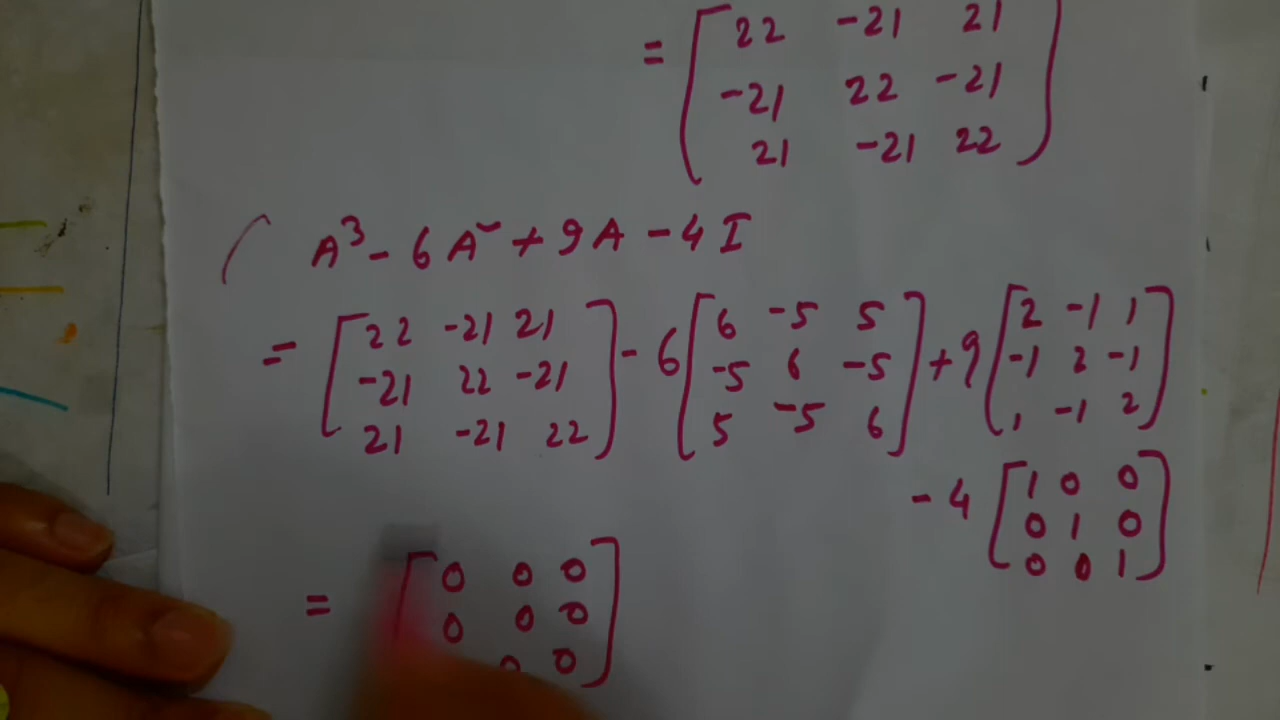 = [ 22 -21 21
-21 22 -21
21 -21 22 ]
( A³ - 6A² + 9A - 4I
= [ 22 -21 21 ] - 6 [ 6 -5 5 ] + 9 [ 2 -1 1 ]
-21 22 -21 -5 6 -5 -1 2 -1
21 -21 22 5 -5 6 1 -1 2
- 4 [ 1 0 0
0 1 0
0 0 1 ]
= [ 0 0 0
0 0 0
0 0 ]